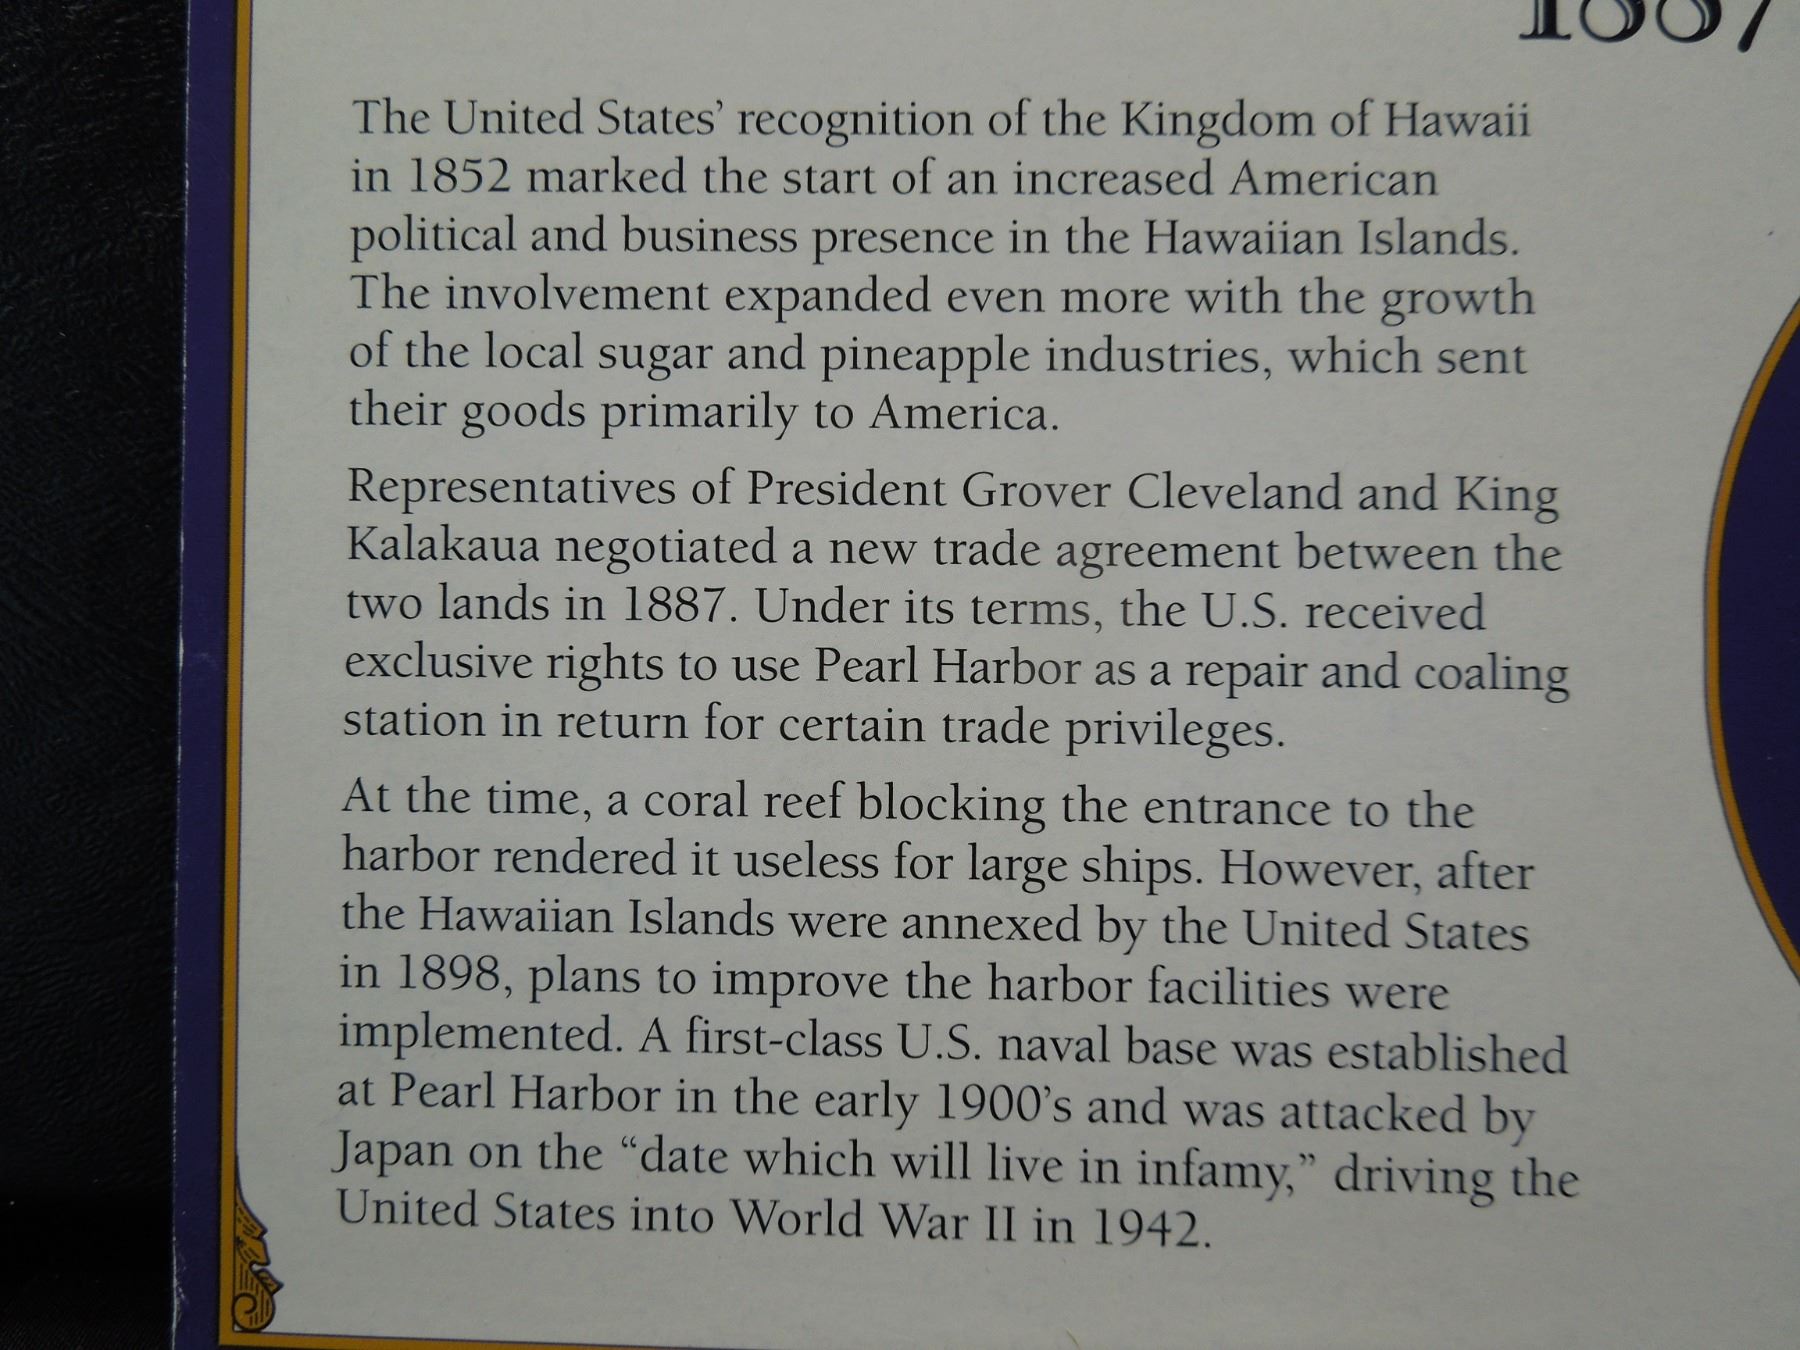 1887
The United States’ recognition of the Kingdom of Hawaii
in 1852 marked the start of an increased American
political and business presence in the Hawaiian Islands.
The involvement expanded even more with the growth
of the local sugar and pineapple industries, which sent
their goods primarily to America.
Representatives of President Grover Cleveland and King
Kalakaua negotiated a new trade agreement between the
two lands in 1887. Under its terms, the U.S. received
exclusive rights to use Pearl Harbor as a repair and coaling
station in return for certain trade privileges.
At the time, a coral reef blocking the entrance to the
harbor rendered it useless for large ships. However, after
the Hawaiian Islands were annexed by the United States
in 1898, plans to improve the harbor facilities were
implemented. A first-class U.S. naval base was established
at Pearl Harbor in the early 1900’s and was attacked by
Japan on the “date which will live in infamy,” driving the
United States into World War II in 1942.